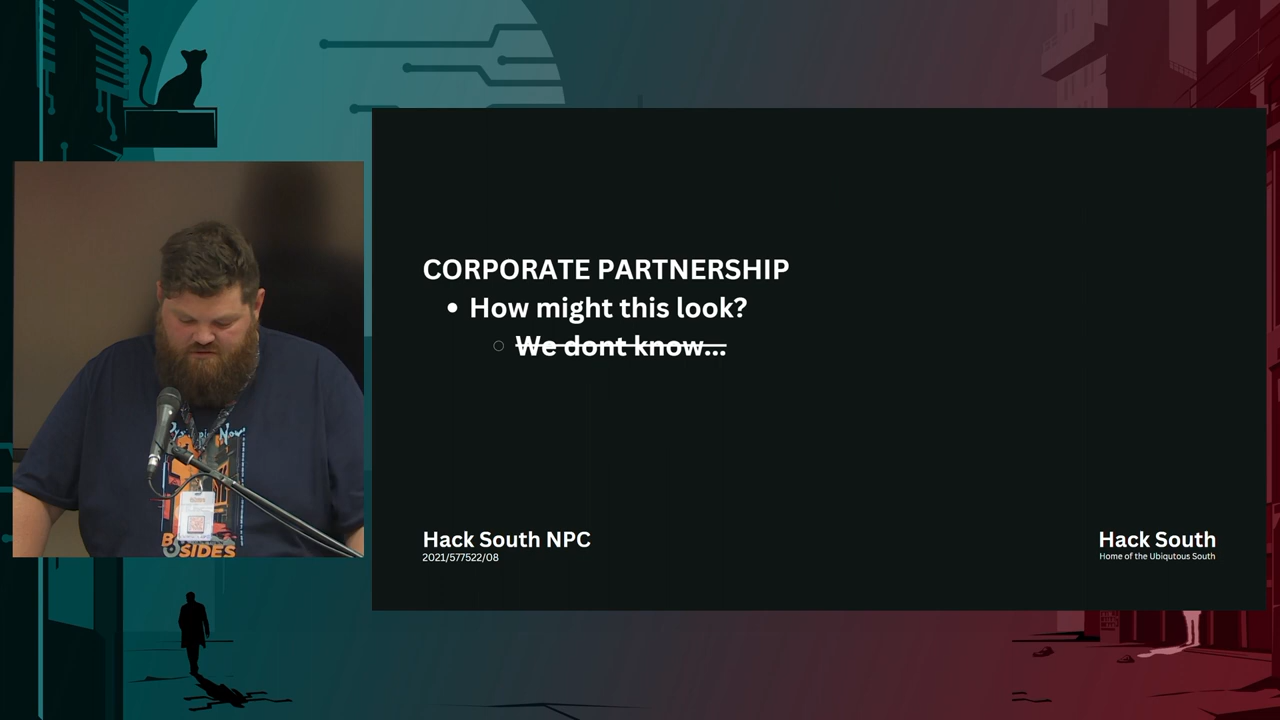 CORPORATE PARTNERSHIP
How might this look?
We dont know...
Hack South NPC
2021/577522/08
Hack South
Home of the Ubiqutous South
B SIDES